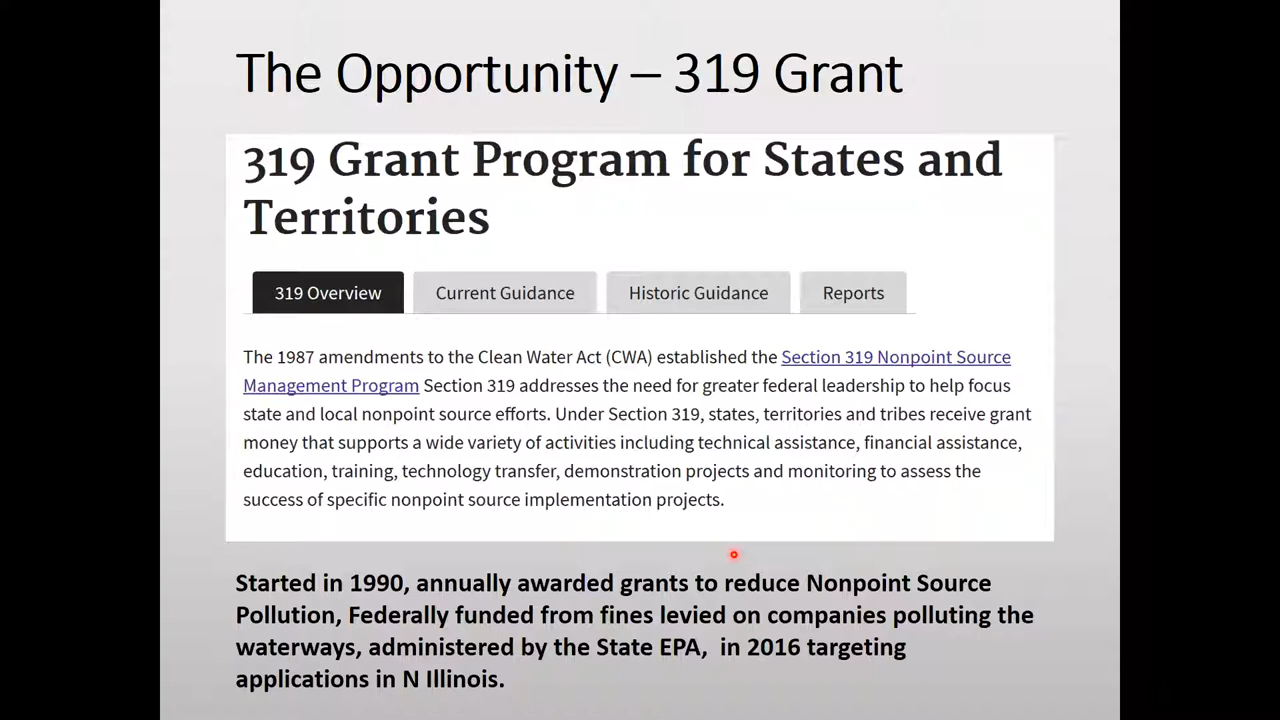 The Opportunity – 319 Grant
319 Grant Program for States and
Territories
319 Overview
Current Guidance
Historic Guidance
Reports
The 1987 amendments to the Clean Water Act (CWA) established the Section 319 Nonpoint Source
Management Program Section 319 addresses the need for greater federal leadership to help focus
state and local nonpoint source efforts. Under Section 319, states, territories and tribes receive grant
money that supports a wide variety of activities including technical assistance, financial assistance,
education, training, technology transfer, demonstration projects and monitoring to assess the
success of specific nonpoint source implementation projects.
Started in 1990, annually awarded grants to reduce Nonpoint Source
Pollution, Federally funded from fines levied on companies polluting the
waterways, administered by the State EPA,  in 2016 targeting
applications in N Illinois.